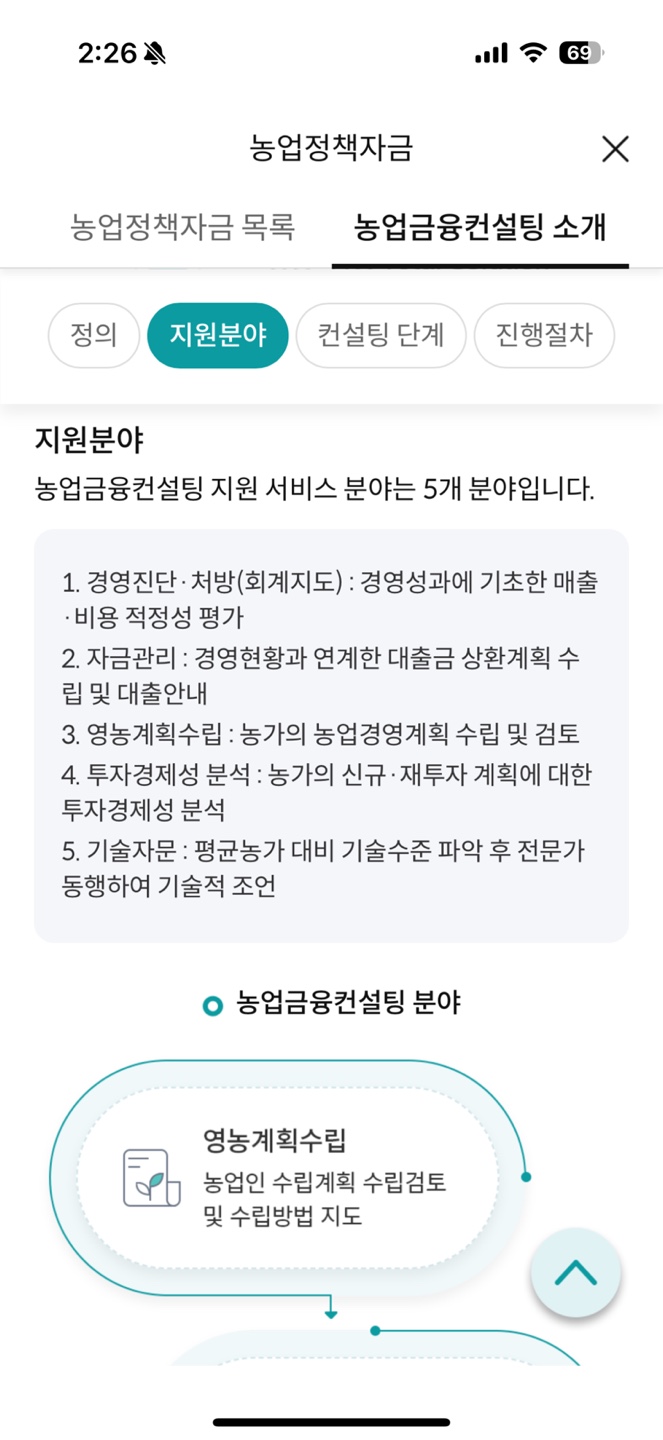 2:26
69
농업정책자금
농업정책자금 목록
농업금융컨설팅 소개
정의
지원분야
컨설팅 단계
진행절차
지원분야
농업금융컨설팅 지원 서비스 분야는 5개 분야입니다.
1. 경영진단·처방(회계지도) : 경영성과에 기초한 매출
·비용 적정성 평가
2. 자금관리 : 경영현황과 연계한 대출금 상환계획 수
립 및 대출안내
3. 영농계획수립 : 농가의 농업경영계획 수립 및 검토
4. 투자경제성 분석 : 농가의 신규·재투자 계획에 대한
투자경제성 분석
5. 기술자문 : 평균농가 대비 기술수준 파악 후 전문가
동행하여 기술적 조언
농업금융컨설팅 분야
영농계획수립
농업인 수립계획 수립검토
및 수립방법 지도